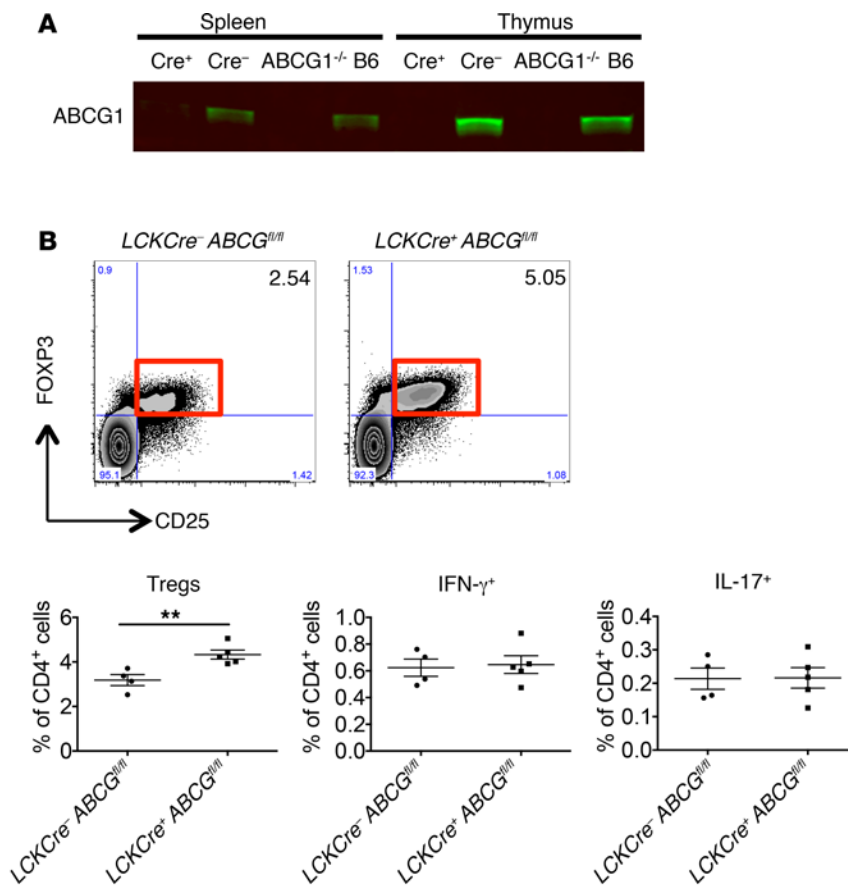 A
Spleen Thymus
Cre⁺ Cre⁻ ABCG1⁻/⁻ B6 Cre⁺ Cre⁻ ABCG1⁻/⁻ B6
ABCG1
B
LCKCre⁻ ABCGfl/fl LCKCre⁺ ABCGfl/fl
0.9 2.54 1.53 5.05
FOXP3
95.1 1.42 92.3 1.08
CD25
Tregs IFN-γ⁺ IL-17⁺
**
% of CD4⁺ cells
6
4
2
0
% of CD4⁺ cells
1.0
0.8
0.6
0.4
0.2
0.0
% of CD4⁺ cells
0.4
0.3
0.2
0.1
0.0
LCKCre⁻ ABCGfl/fl
LCKCre⁺ ABCGfl/fl
LCKCre⁻ ABCGfl/fl
LCKCre⁺ ABCGfl/fl
LCKCre⁻ ABCGfl/fl
LCKCre⁺ ABCGfl/fl